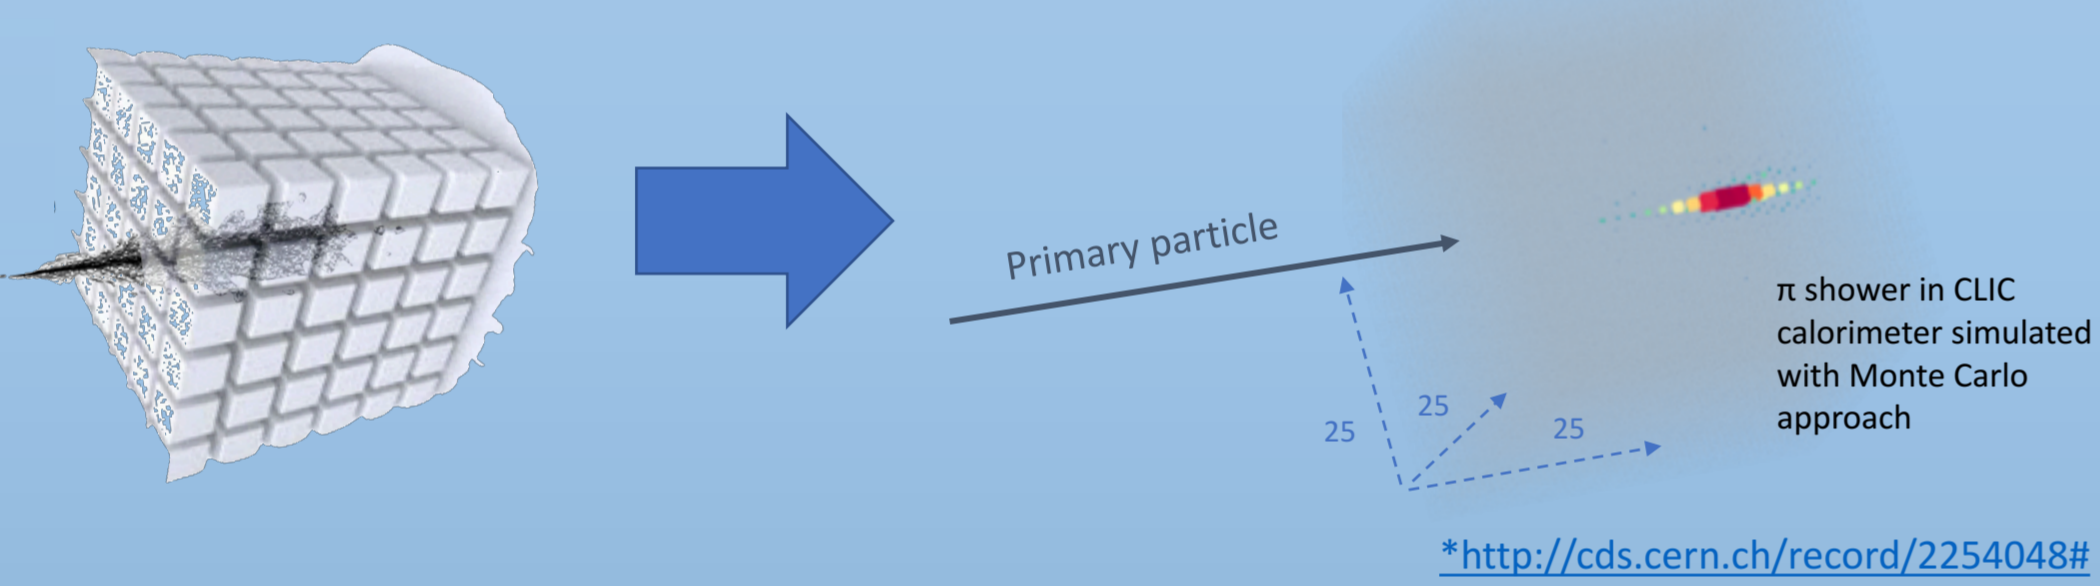 Primary particle
π shower in CLIC
calorimeter simulated
with Monte Carlo
approach
25
25
25
*http://cds.cern.ch/record/2254048#